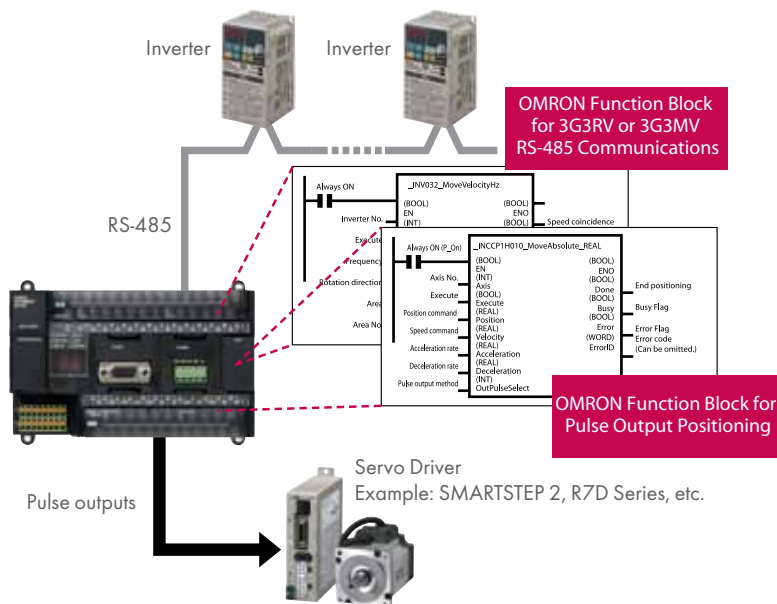 Inverter
Inverter
OMRON Function Block
for 3G3RV or 3G3MV
RS-485 Communications
RS-485
Always ON
_INV032_MoveVelocityHz
(BOOL)
EN
(INT)
(BOOL)
ENO
(BOOL)
Inverter No.
Speed coincidence
Execute
Frequency
Rotation direction
Area
Area No
Always ON (P_On)
_INCCP1H010_MoveAbsolute_REAL
(BOOL)
EN
(INT)
Axis
(BOOL)
Execute
(REAL)
Position
(REAL)
Velocity
(REAL)
Acceleration
(REAL)
Deceleration
(INT)
OutPulseSelect
(BOOL)
ENO
(BOOL)
Done
(BOOL)
Busy
(BOOL)
Error
(WORD)
ErrorID
Axis No.
Execute
Position command
Speed command
Acceleration rate
Deceleration rate
Pulse output method
End positioning
Busy Flag
Error Flag
Error code
(Can be omitted.)
OMRON Function Block for
Pulse Output Positioning
Pulse outputs
Servo Driver
Example: SMARTSTEP 2, R7D Series, etc.